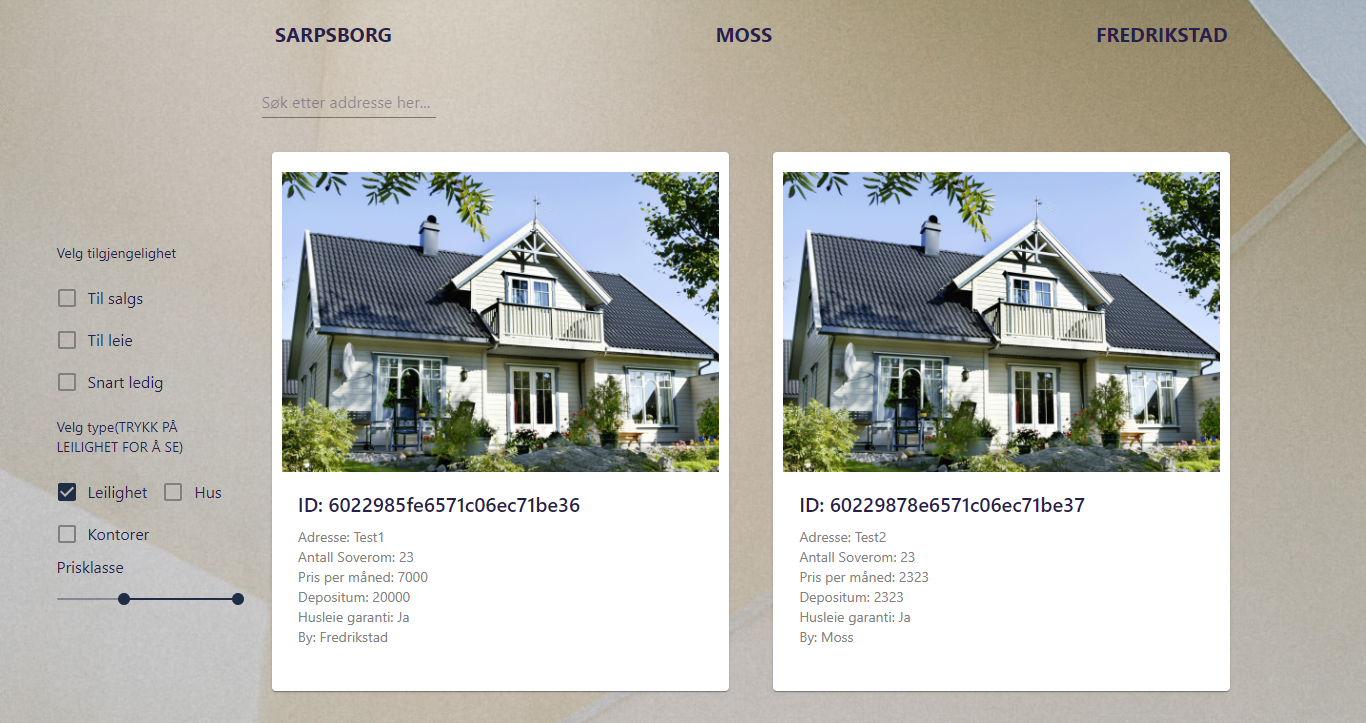 SARPSBORG
MOSS
FREDRIKSTAD
Søk etter addresse her...
Velg tilgjengelighet
Til salgs
Til leie
Snart ledig
Velg type(TRYKK PÅ
LEILIGHET FOR Å SE)
Leilighet
Hus
Kontorer
Prisklasse
ID: 6022985fe6571c06ec71be36
Adresse: Test1
Antall Soverom: 23
Pris per måned: 7000
Depositum: 20000
Husleie garanti: Ja
By: Fredrikstad
ID: 60229878e6571c06ec71be37
Adresse: Test2
Antall Soverom: 23
Pris per måned: 2323
Depositum: 2323
Husleie garanti: Ja
By: Moss